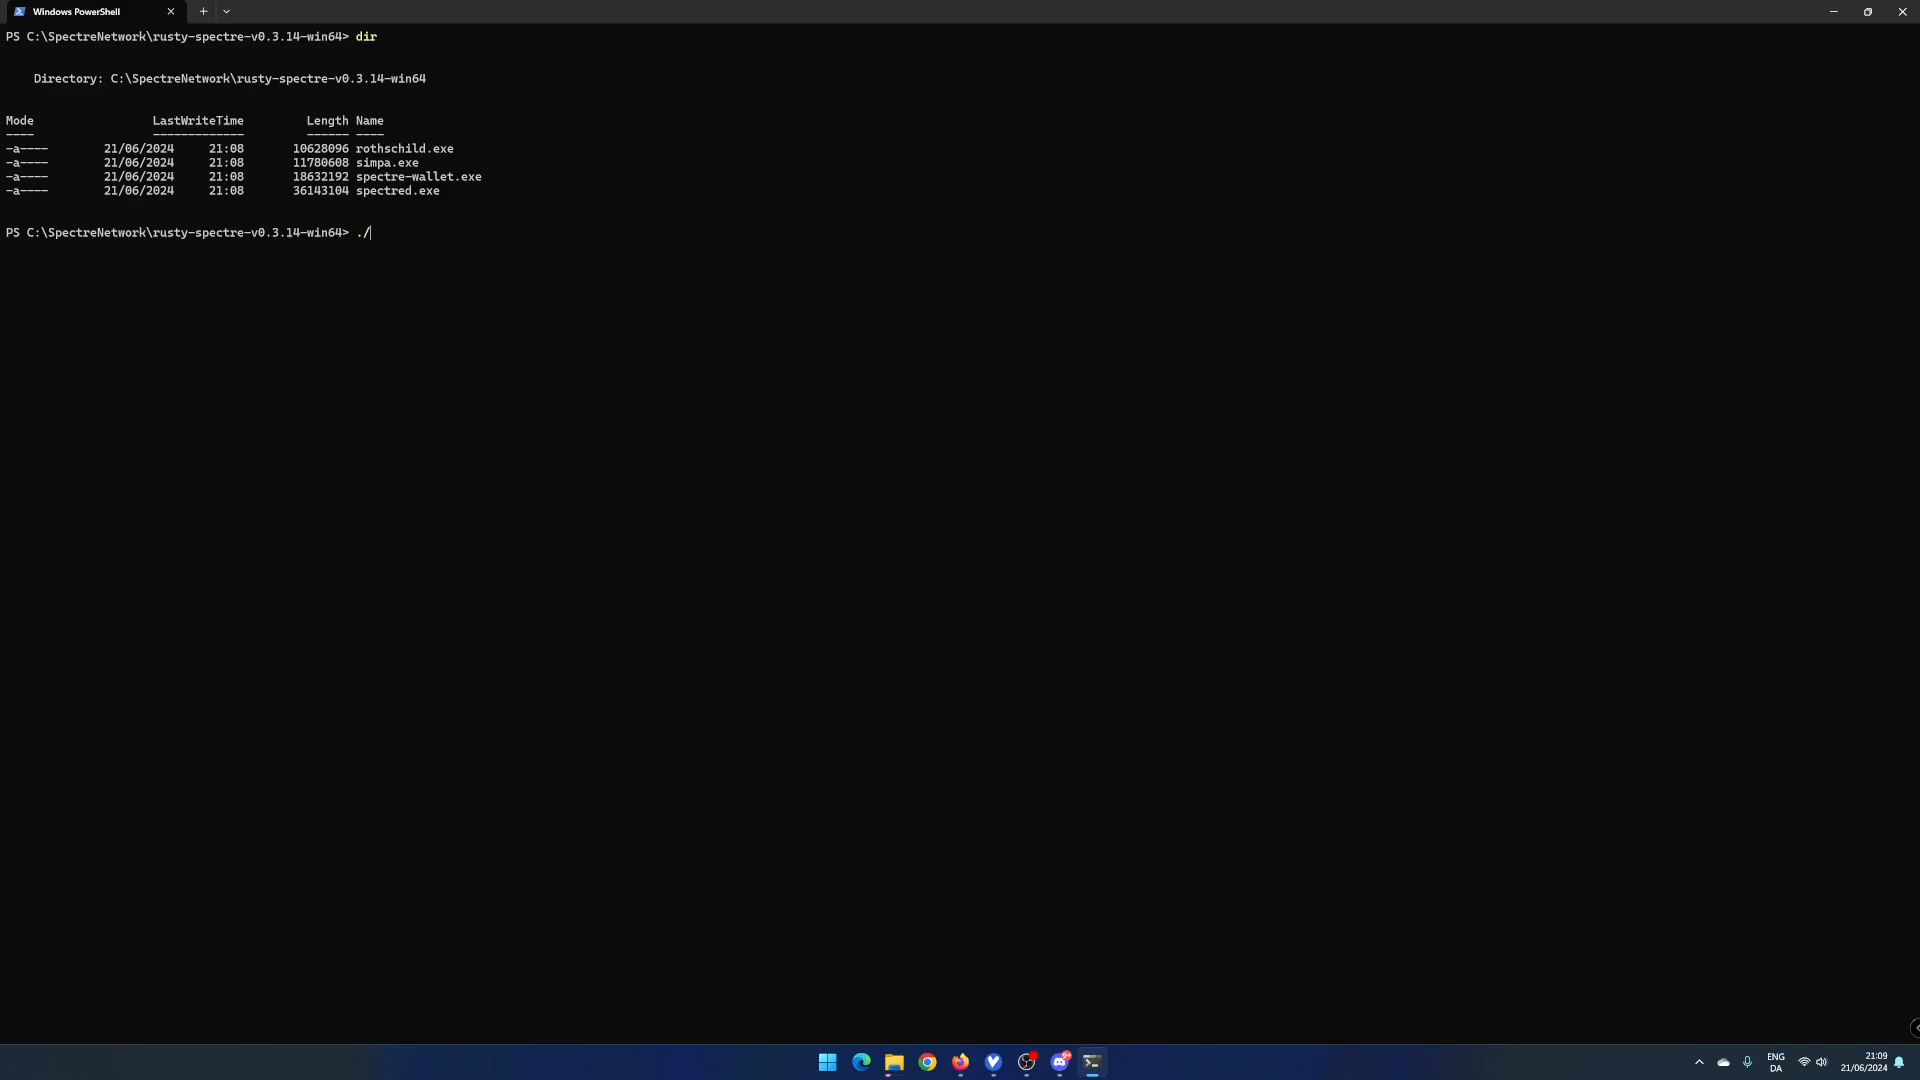 Windows PowerShell
PS C:\SpectreNetwork\rusty-spectre-v0.3.14-win64> dir
Directory: C:\SpectreNetwork\rusty-spectre-v0.3.14-win64
Mode LastWriteTime Length Name
---- ------------- ------ ----
-a---- 21/06/2024 21:08 10628096 rothschild.exe
-a---- 21/06/2024 21:08 11780608 simpa.exe
-a---- 21/06/2024 21:08 18632192 spectre-wallet.exe
-a---- 21/06/2024 21:08 36143104 spectred.exe
PS C:\SpectreNetwork\rusty-spectre-v0.3.14-win64> ./
ENG 21:09
DA 21/06/2024